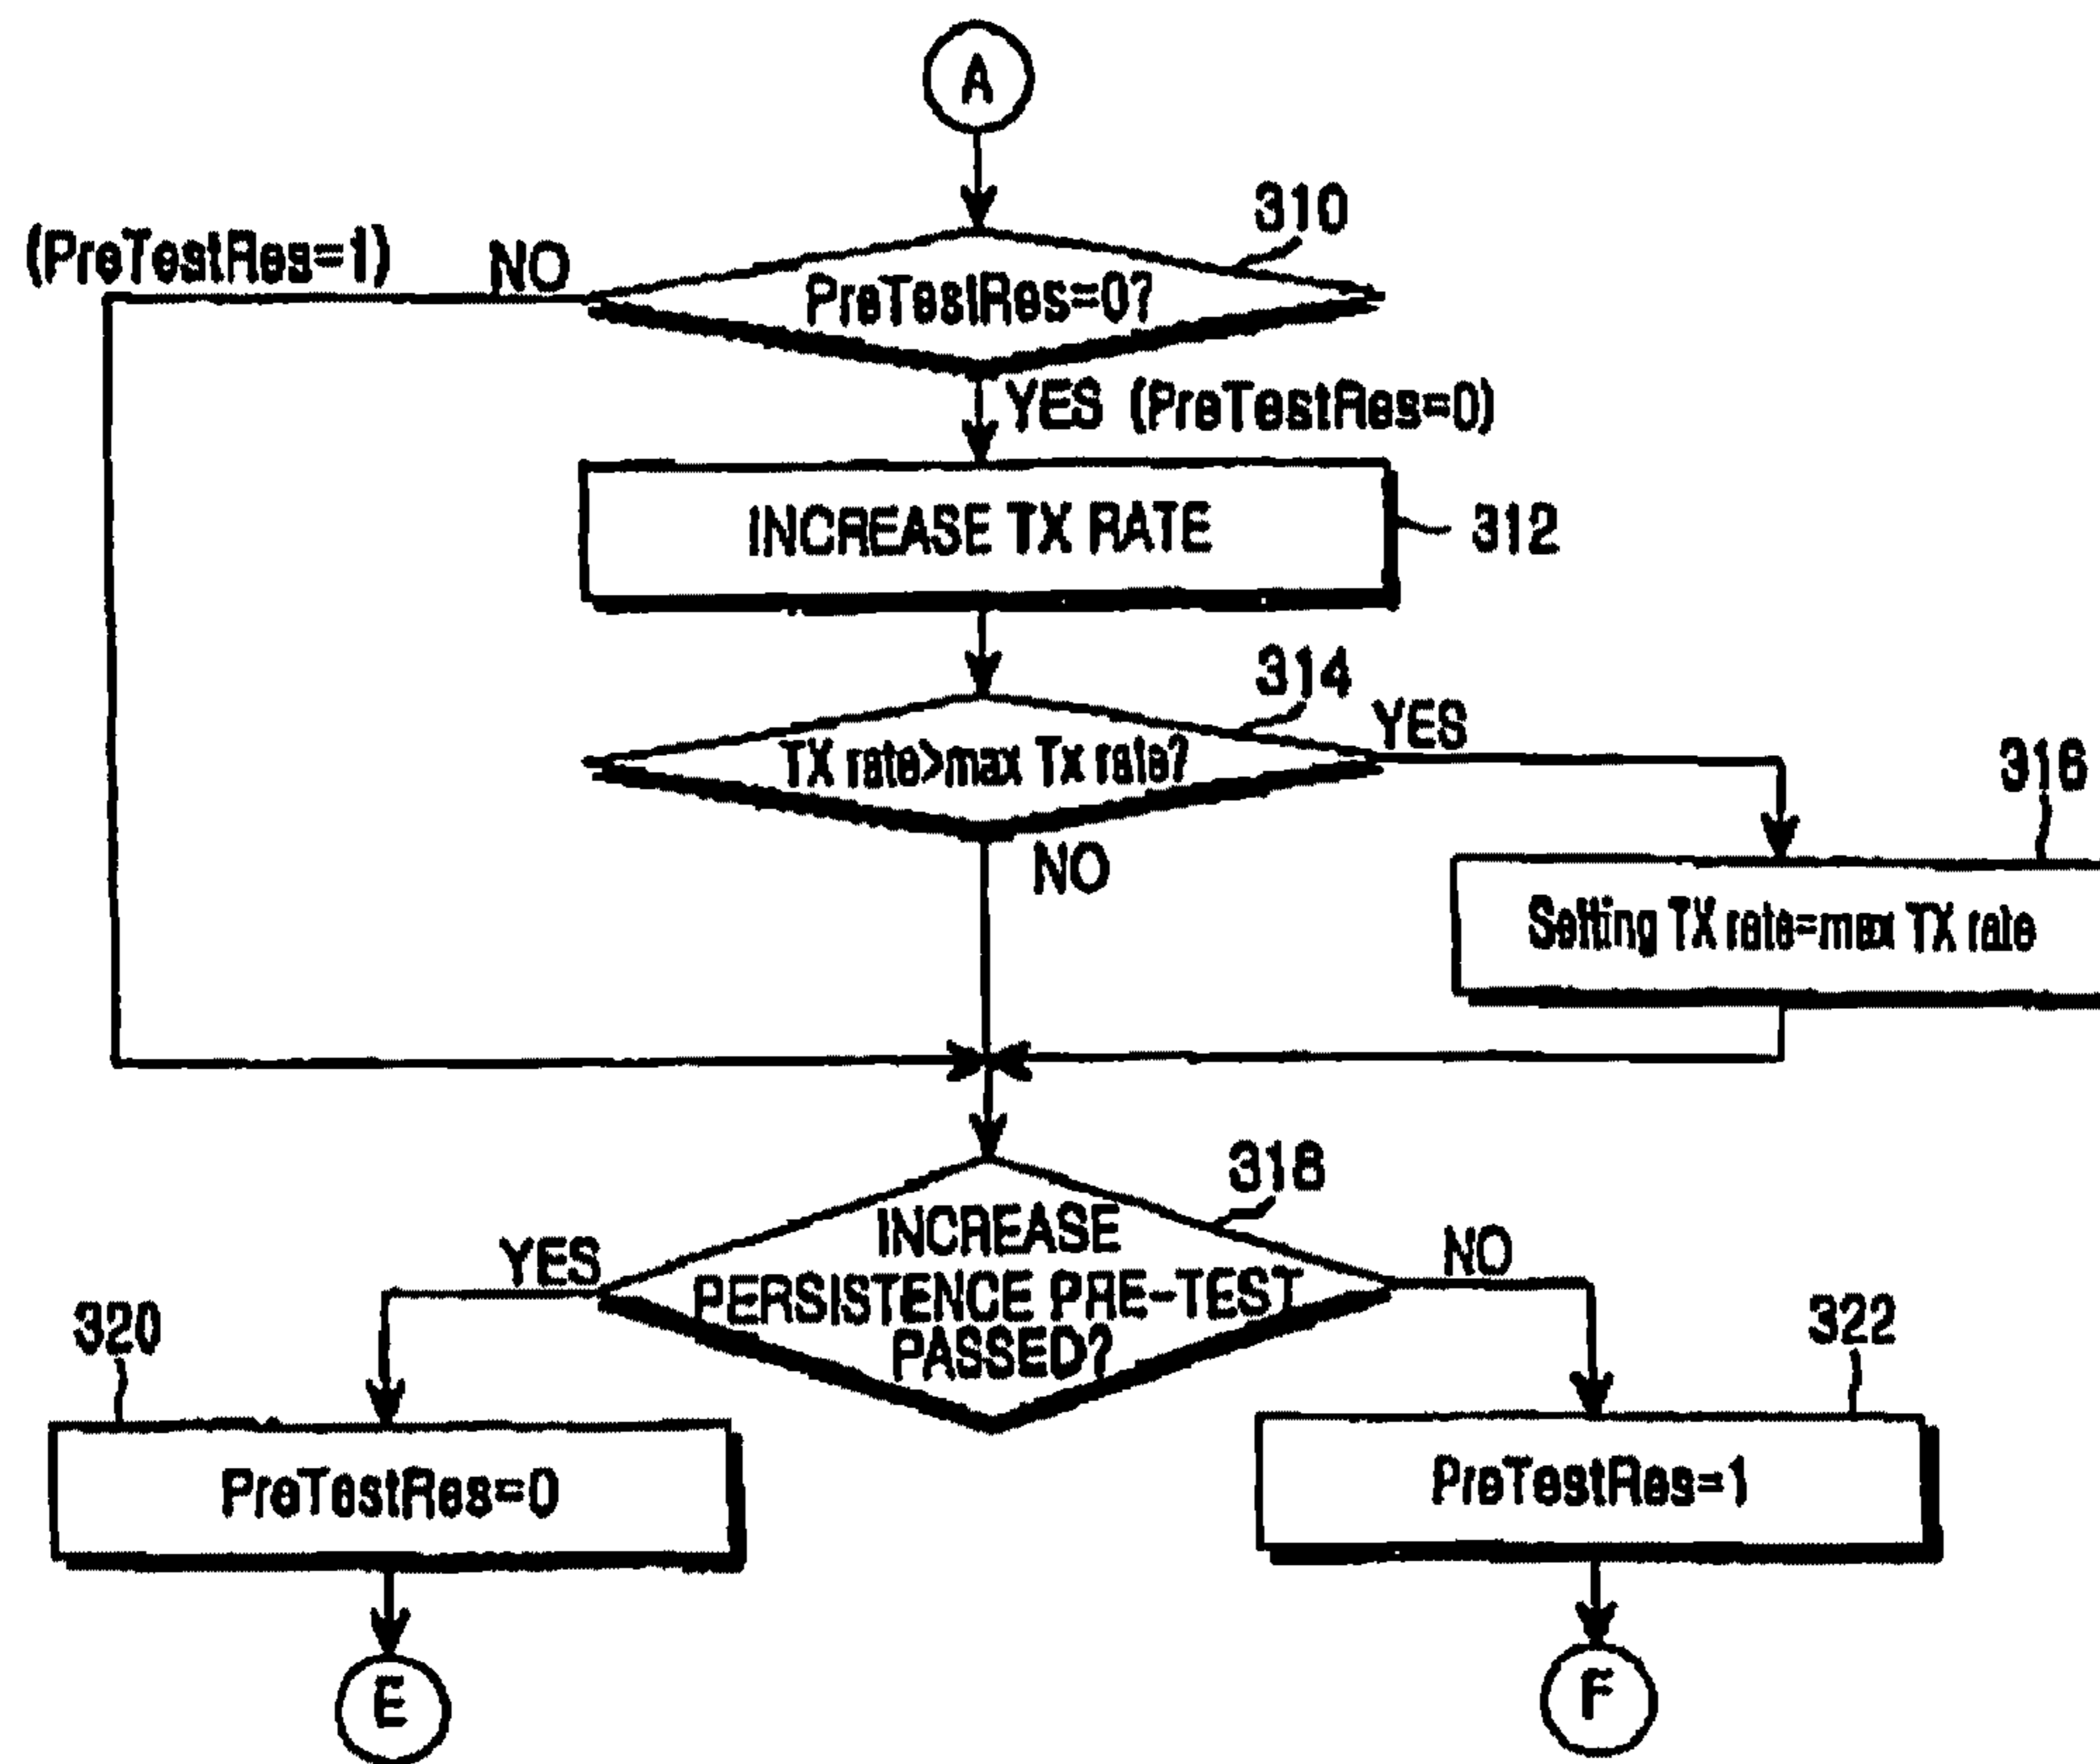 A
310
(PreTestRes=1) NO
PreTestRes=0?
YES (PreTestRes=0)
INCREASE TX RATE
312
314
TX rate>max Tx rate?
YES
316
NO
Setting TX rate=max TX rate
318
INCREASE
PERSISTENCE PRE-TEST
PASSED?
YES
NO
320
322
PreTestRes=0
PreTestRes=1
E
F